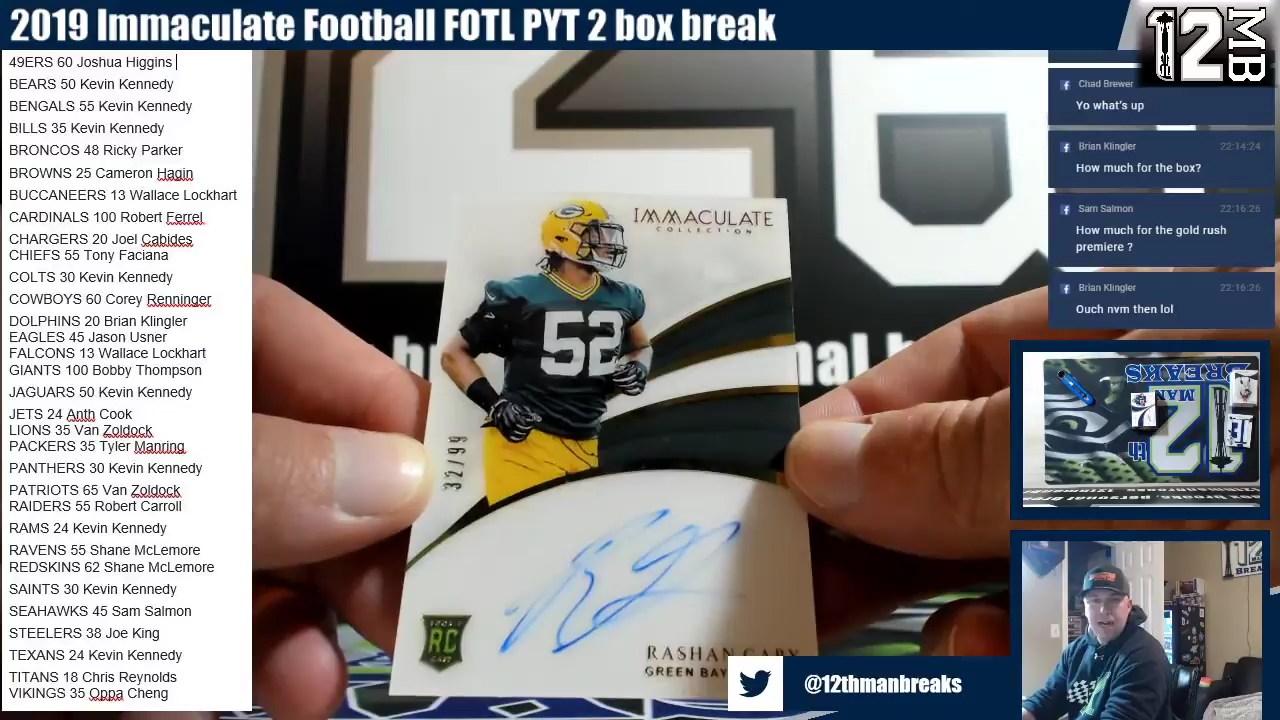 2019 Immaculate Football FOTL PYT 2 box break
12 MB
49ERS 60 Joshua Higgins
BEARS 50 Kevin Kennedy
BENGALS 55 Kevin Kennedy
BILLS 35 Kevin Kennedy
BRONCOS 48 Ricky Parker
BROWNS 25 Cameron Hagin
BUCCANEERS 13 Wallace Lockhart
CARDINALS 100 Robert Ferrel
CHARGERS 20 Joel Cabides
CHIEFS 55 Tony Faciana
COLTS 30 Kevin Kennedy
COWBOYS 60 Corey Renninger
DOLPHINS 20 Brian Klingler
EAGLES 45 Jason Usner
FALCONS 13 Wallace Lockhart
GIANTS 100 Bobby Thompson
JAGUARS 50 Kevin Kennedy
JETS 24 Anth Cook
LIONS 35 Van Zoldock
PACKERS 35 Tyler Manring
PANTHERS 30 Kevin Kennedy
PATRIOTS 65 Van Zoldock
RAIDERS 55 Robert Carroll
RAMS 24 Kevin Kennedy
RAVENS 55 Shane McLemore
REDSKINS 62 Shane McLemore
SAINTS 30 Kevin Kennedy
SEAHAWKS 45 Sam Salmon
STEELERS 38 Joe King
TEXANS 24 Kevin Kennedy
TITANS 18 Chris Reynolds
VIKINGS 35 Oppa Cheng
IMMACULATE
COLLECTION
G
52
32/99
ROOKIE
RC
CARD
RASHAN GARY
GREEN BAY
@12thmanbreaks
Chad Brewer
Yo what's up
Brian Klingler 22:14:24
How much for the box?
Sam Salmon 22:16:26
How much for the gold rush
premiere ?
Brian Klingler 22:16:26
Ouch nvm then lol
BREAKS
MAN
12
th